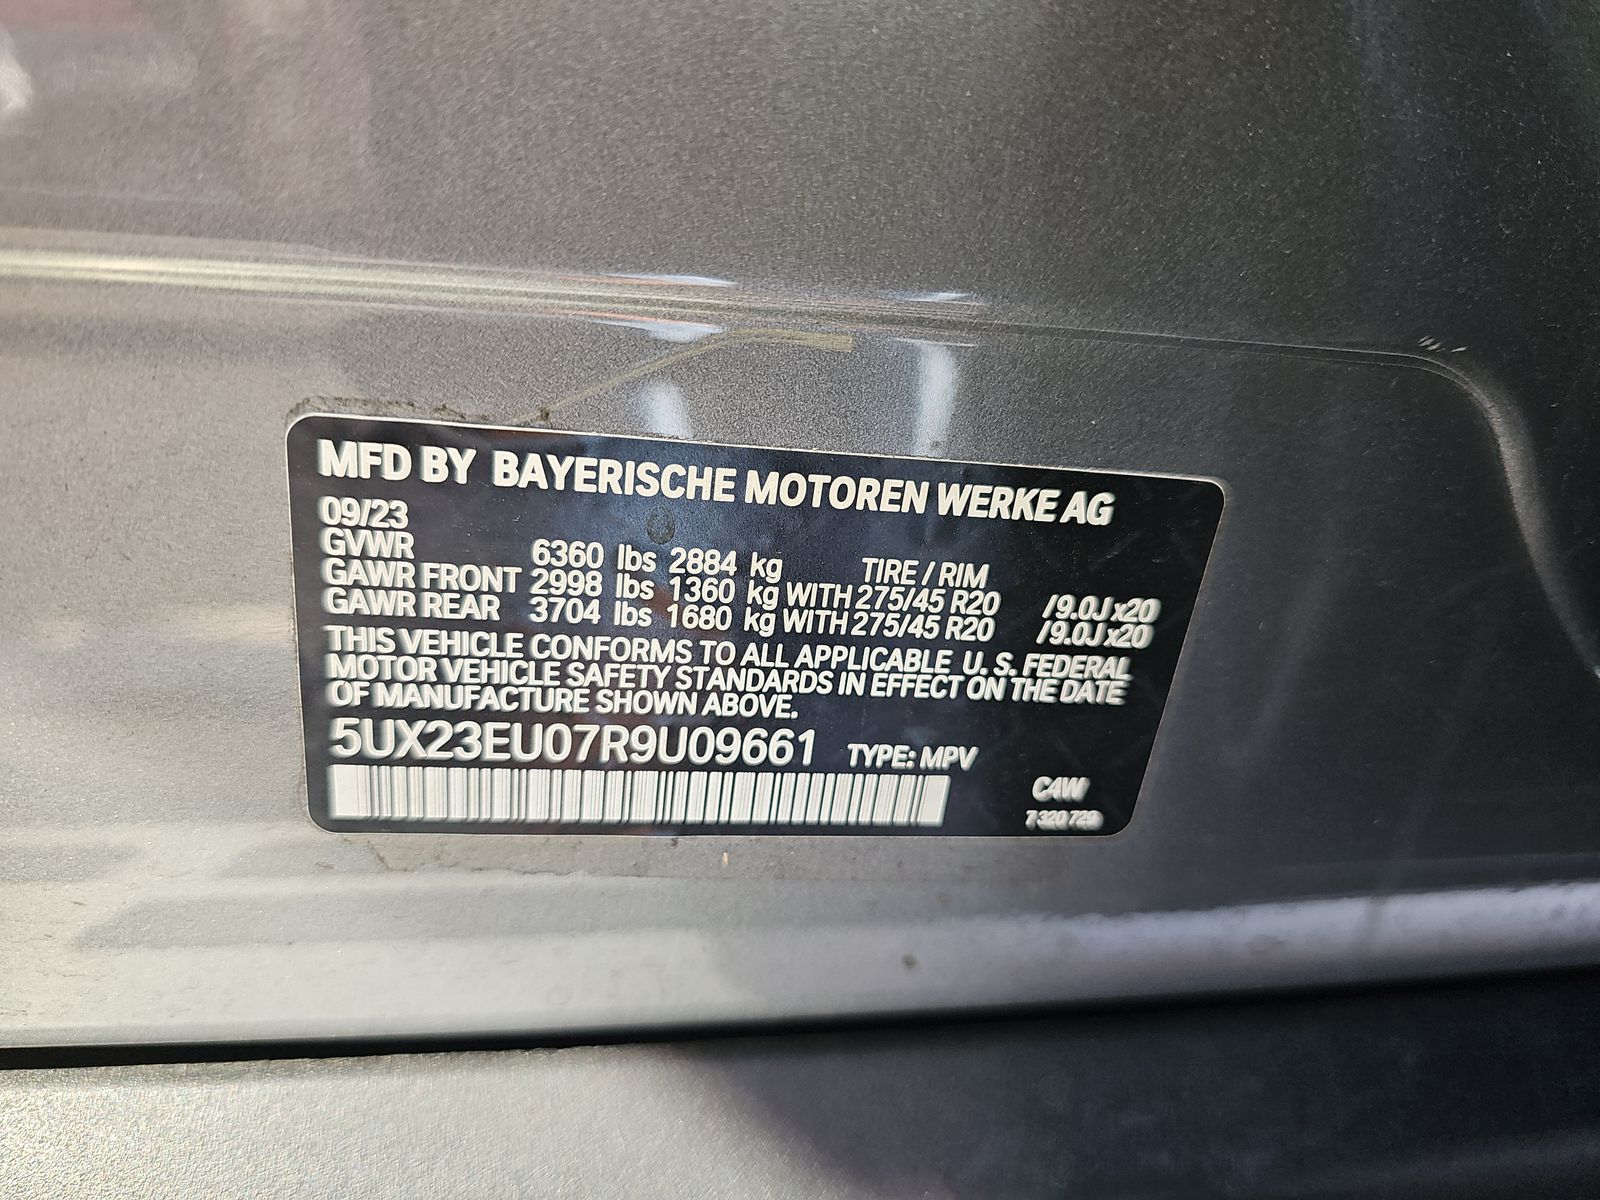 MFD BY BAYERISCHE MOTOREN WERKE AG
09/23
GVWR 6360 lbs 2884 kg TIRE / RIM
GAWR FRONT 2998 lbs 1360 kg WITH 275/45 R20 /9.0J x20
GAWR REAR 3704 lbs 1680 kg WITH 275/45 R20 /9.0J x20
THIS VEHICLE CONFORMS TO ALL APPLICABLE U. S. FEDERAL
MOTOR VEHICLE SAFETY STANDARDS IN EFFECT ON THE DATE
OF MANUFACTURE SHOWN ABOVE.
5UX23EU07R9U09661 TYPE: MPV
C4W
7 320 729